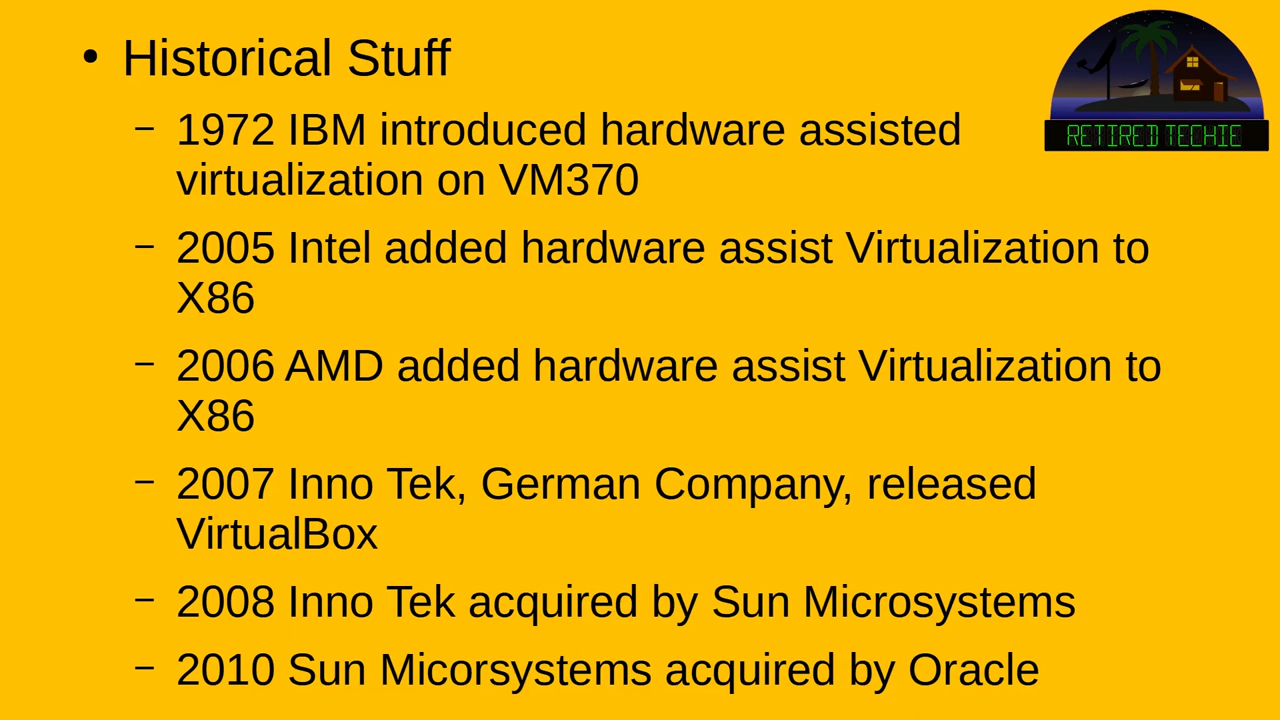 • Historical Stuff
RETIRED TECHIE
– 1972 IBM introduced hardware assisted
virtualization on VM370
– 2005 Intel added hardware assist Virtualization to
X86
– 2006 AMD added hardware assist Virtualization to
X86
– 2007 Inno Tek, German Company, released
VirtualBox
– 2008 Inno Tek acquired by Sun Microsystems
– 2010 Sun Micorsystems acquired by Oracle